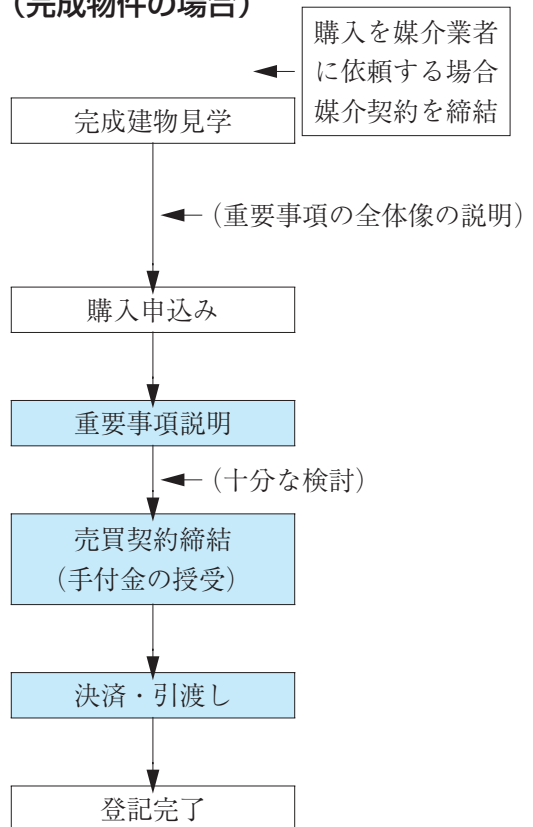 (完成物件の場合)
購入を媒介業者
に依頼する場合
媒介契約を締結
完成建物見学
(重要事項の全体像の説明)
購入申込み
重要事項説明
(十分な検討)
売買契約締結
(手付金の授受)
決済・引渡し
登記完了